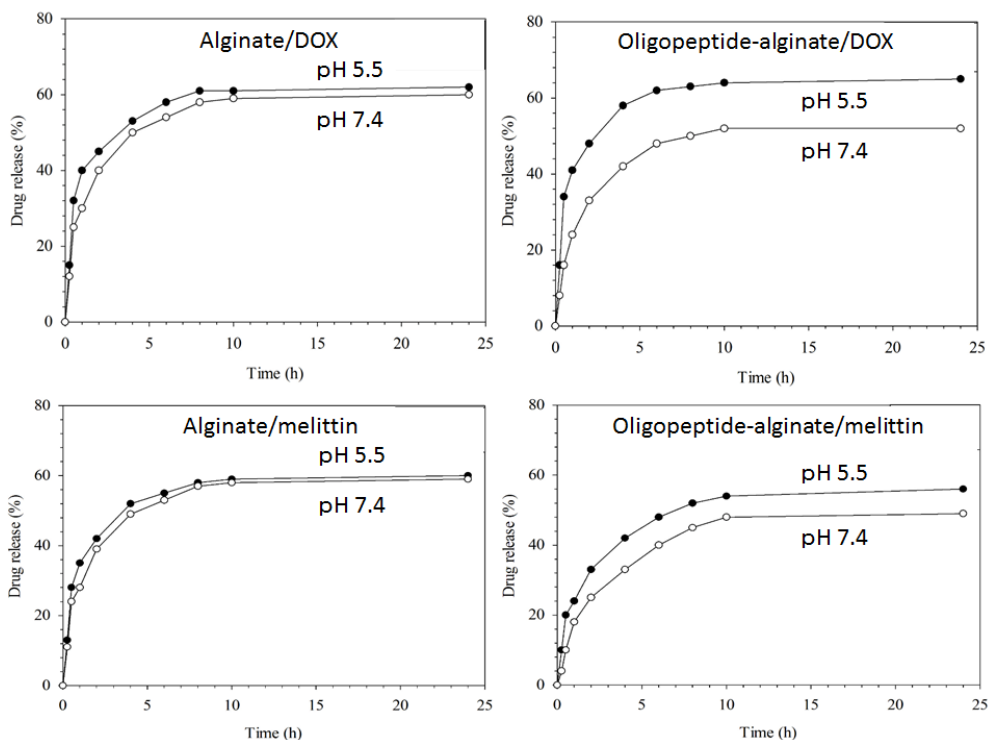 Alginate/DOX
pH 5.5
pH 7.4
Drug release (%)
80
60
40
20
0
0 5 10 15 20 25
Time (h)
Oligopeptide-alginate/DOX
pH 5.5
pH 7.4
Drug release (%)
80
60
40
20
0
0 5 10 15 20 25
Time (h)
Alginate/melittin
pH 5.5
pH 7.4
Drug release (%)
80
60
40
20
0
0 5 10 15 20 25
Time (h)
Oligopeptide-alginate/melittin
pH 5.5
pH 7.4
Drug release (%)
80
60
40
20
0
0 5 10 15 20 25
Time (h)